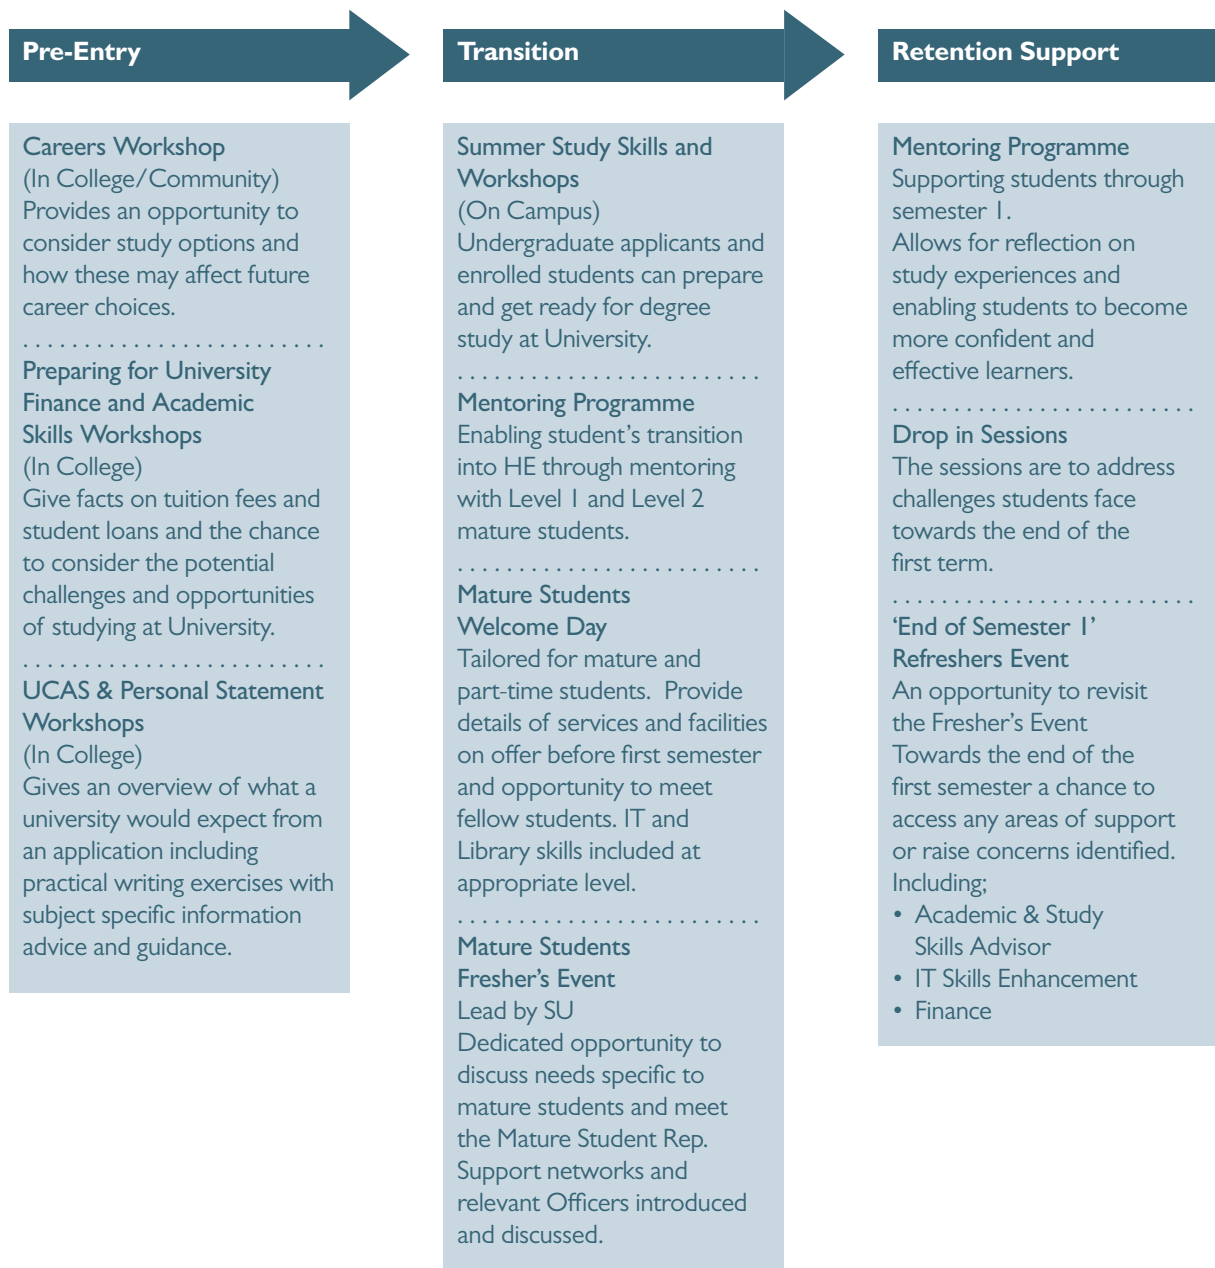 Pre-Entry
Careers Workshop
(In College/Community)
Provides an opportunity to
consider study options and
how these may affect future
career choices.
. . . . . . . . . . . . . . . . . . . . . . . . .
Preparing for University
Finance and Academic
Skills Workshops
(In College)
Give facts on tuition fees and
student loans and the chance
to consider the potential
challenges and opportunities
of studying at University.
. . . . . . . . . . . . . . . . . . . . . . . . .
UCAS & Personal Statement
Workshops
(In College)
Gives an overview of what a
university would expect from
an application including
practical writing exercises with
subject specific information
advice and guidance.
Transition
Summer Study Skills and
Workshops
(On Campus)
Undergraduate applicants and
enrolled students can prepare
and get ready for degree
study at University.
. . . . . . . . . . . . . . . . . . . . . . . . .
Mentoring Programme
Enabling student’s transition
into HE through mentoring
with Level 1 and Level 2
mature students.
. . . . . . . . . . . . . . . . . . . . . . . . .
Mature Students
Welcome Day
Tailored for mature and
part-time students.  Provide
details of services and facilities
on offer before first semester
and opportunity to meet
fellow students. IT and
Library skills included at
appropriate level.
. . . . . . . . . . . . . . . . . . . . . . . . .
Mature Students
Fresher’s Event
Lead by SU
Dedicated opportunity to
discuss needs specific to
mature students and meet
the Mature Student Rep.
Support networks and
relevant Officers introduced
and discussed.
Retention Support
Mentoring Programme
Supporting students through
semester 1.
Allows for reflection on
study experiences and
enabling students to become
more confident and
effective learners.
. . . . . . . . . . . . . . . . . . . . . . . . .
Drop in Sessions
The sessions are to address
challenges students face
towards the end of the
first term.
. . . . . . . . . . . . . . . . . . . . . . . . .
‘End of Semester 1’
Refreshers Event
An opportunity to revisit
the Fresher’s Event
Towards the end of the
first semester a chance to
access any areas of support
or raise concerns identified.
Including;
• Academic & Study
Skills Advisor
• IT Skills Enhancement
• Finance